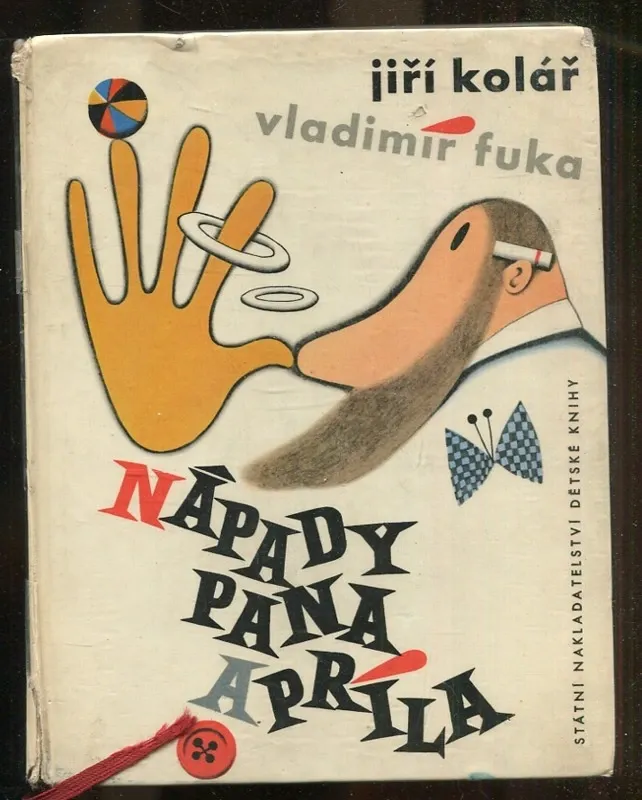 jiří kolář
vladimír fuka
NÁPADY
PANA
APRÍLA
STÁTNÍ NAKLADATELSTVÍ DĚTSKÉ KNIHY